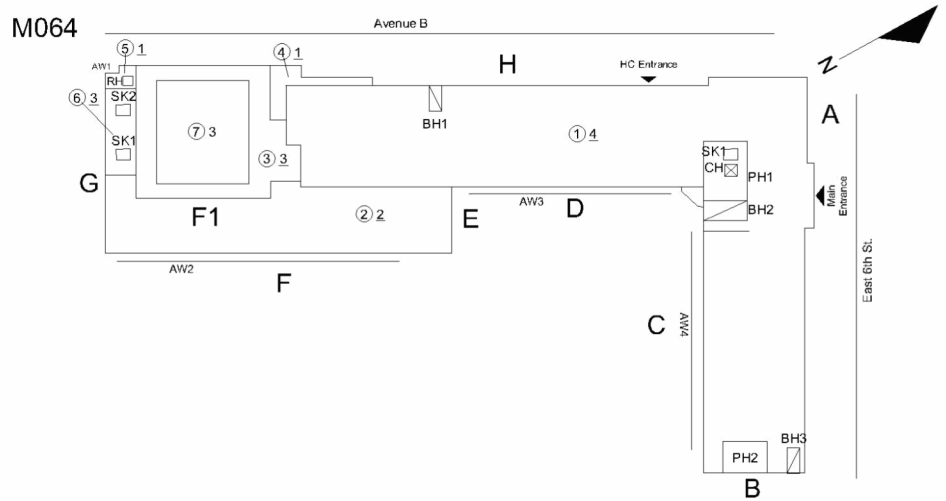 M064
Avenue B
N
5 1
4 1
AW1
H
HC Entrance
RH
6 3
SK2
A
BH1
7 3
1 4
SK1
SK1
3 3
CH
PH1
G
Main
Entrance
F1
2 2
E
AW3
D
BH2
AW2
F
East 6th St.
C
AW4
BH3
PH2
B